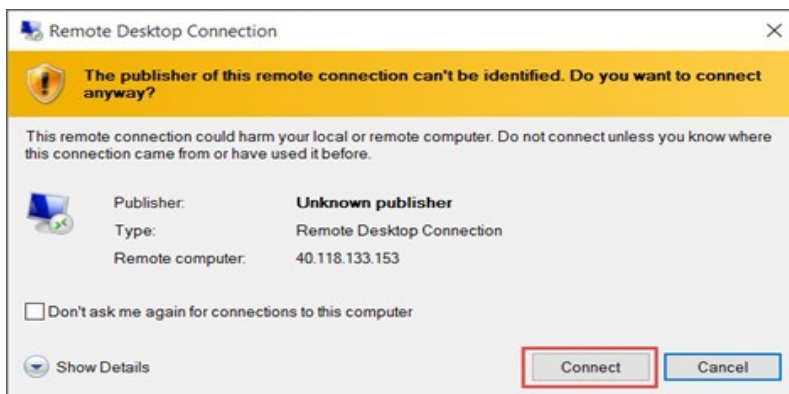 Remote Desktop Connection
The publisher of this remote connection can't be identified. Do you want to connect
anyway?
This remote connection could harm your local or remote computer. Do not connect unless you know where
this connection came from or have used it before.
Publisher: Unknown publisher
Type: Remote Desktop Connection
Remote computer: 40.118.133.153
Don't ask me again for connections to this computer
Show Details Connect Cancel